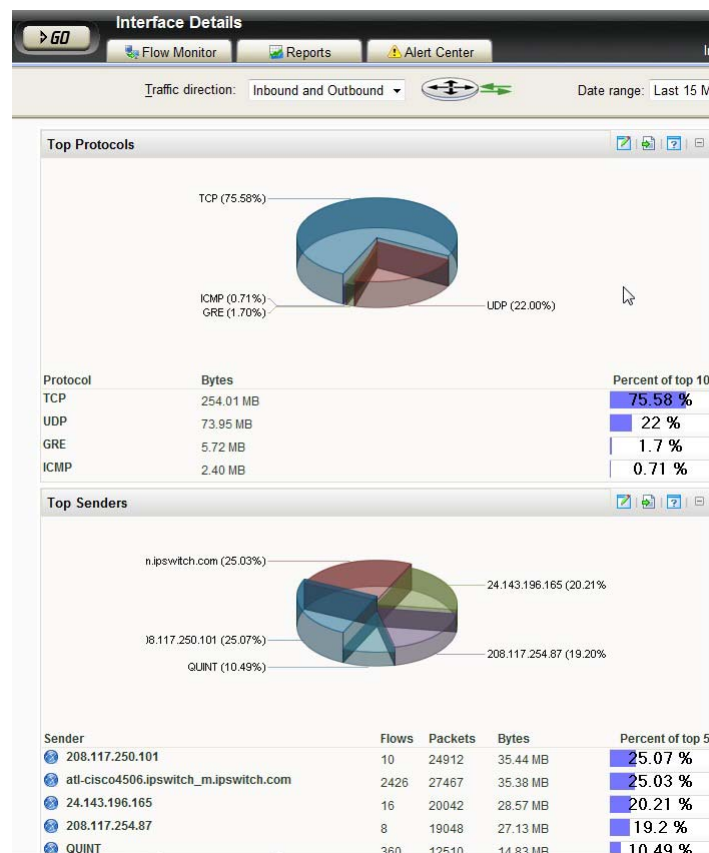 GO
Interface Details
Flow Monitor Reports Alert Center
Traffic direction: Inbound and Outbound Date range: Last 15 M
Top Protocols
TCP (75.58%)
ICMP (0.71%)
GRE (1.70%)
UDP (22.00%)
Protocol Bytes Percent of top 10
TCP 254.01 MB 75.58 %
UDP 73.95 MB 22 %
GRE 5.72 MB 1.7 %
ICMP 2.40 MB 0.71 %
Top Senders
n.ipswitch.com (25.03%)
24.143.196.165 (20.21%
)8.117.250.101 (25.07%)
208.117.254.87 (19.20%
QUINT (10.49%)
Sender Flows Packets Bytes Percent of top 5
208.117.250.101 10 24912 35.44 MB 25.07 %
atl-cisco4506.ipswitch_m.ipswitch.com 2426 27467 35.38 MB 25.03 %
24.143.196.165 16 20042 28.57 MB 20.21 %
208.117.254.87 8 19048 27.13 MB 19.2 %
QUINT 360 12510 14.83 MB 10.49 %